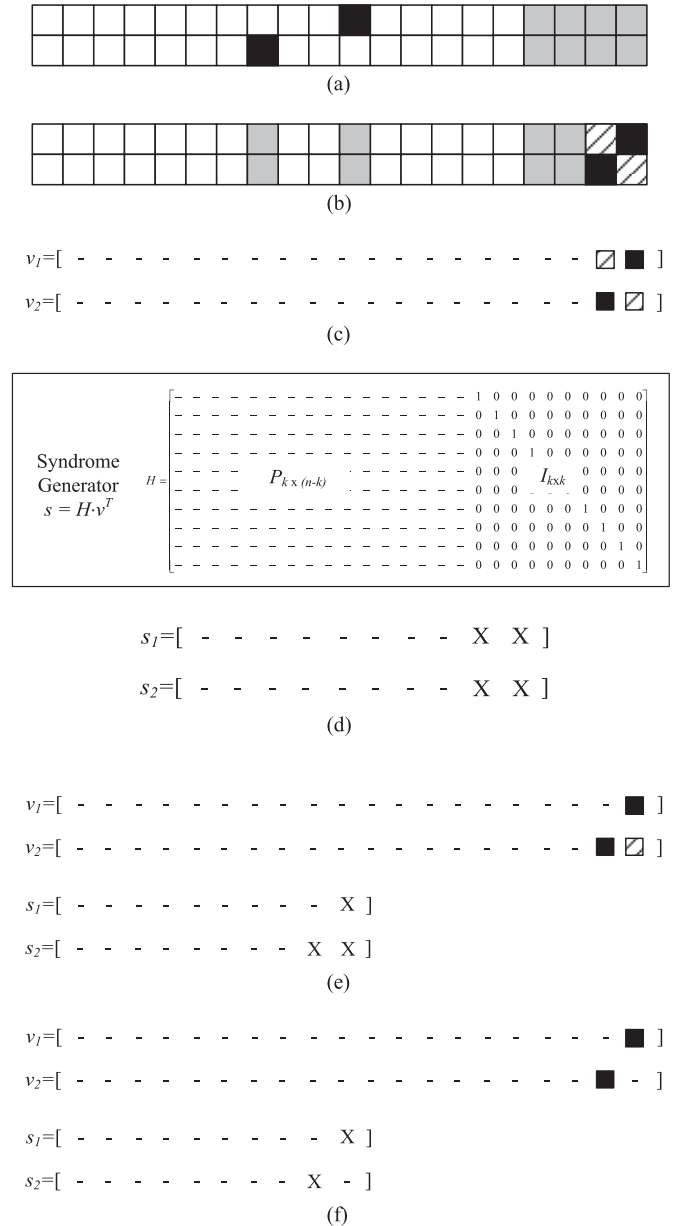 (a)
(b)
v₁=[ - - - - - - - - - - - - - - - - - - ]
v₂=[ - - - - - - - - - - - - - - - - - - ]
(c)
Syndrome
Generator
s = H·vᵀ
H =
– – – – – – – – – – – – – – – – – 1 0 0 0 0 0 0 0 0 0
– – – – – – – – – – – – – – – – – 0 1 0 0 0 0 0 0 0 0
– – – – – – – – – – – – – – – – – 0 0 1 0 0 0 0 0 0 0
– – – – – – – – – – – – – – – – – 0 0 0 1 0 0 0 0 0 0
– – – – P k x (n-k) – – – – – – – 0 0 0 I kxk 0 0 0 0
– – – – – – – – – – – 0 0 0 0 0 0 0
– – – – – – – – – – – – – – – – – 0 0 0 0 0 0 1 0 0 0
– – – – – – – – – – – – – – – – – 0 0 0 0 0 0 0 1 0 0
– – – – – – – – – – – – – – – – – 0 0 0 0 0 0 0 0 1 0
– – – – – – – – – – – – – – – – – 0 0 0 0 0 0 0 0 0 1
s₁=[ - - - - - - - - X X ]
s₂=[ - - - - - - - - X X ]
(d)
v₁=[ - - - - - - - - - - - - - - - - - - - ]
v₂=[ - - - - - - - - - - - - - - - - - - ]
s₁=[ - - - - - - - - - X ]
s₂=[ - - - - - - - - X X ]
(e)
v₁=[ - - - - - - - - - - - - - - - - - - - ]
v₂=[ - - - - - - - - - - - - - - - - - - - ]
s₁=[ - - - - - - - - - X ]
s₂=[ - - - - - - - - X - ]
(f)